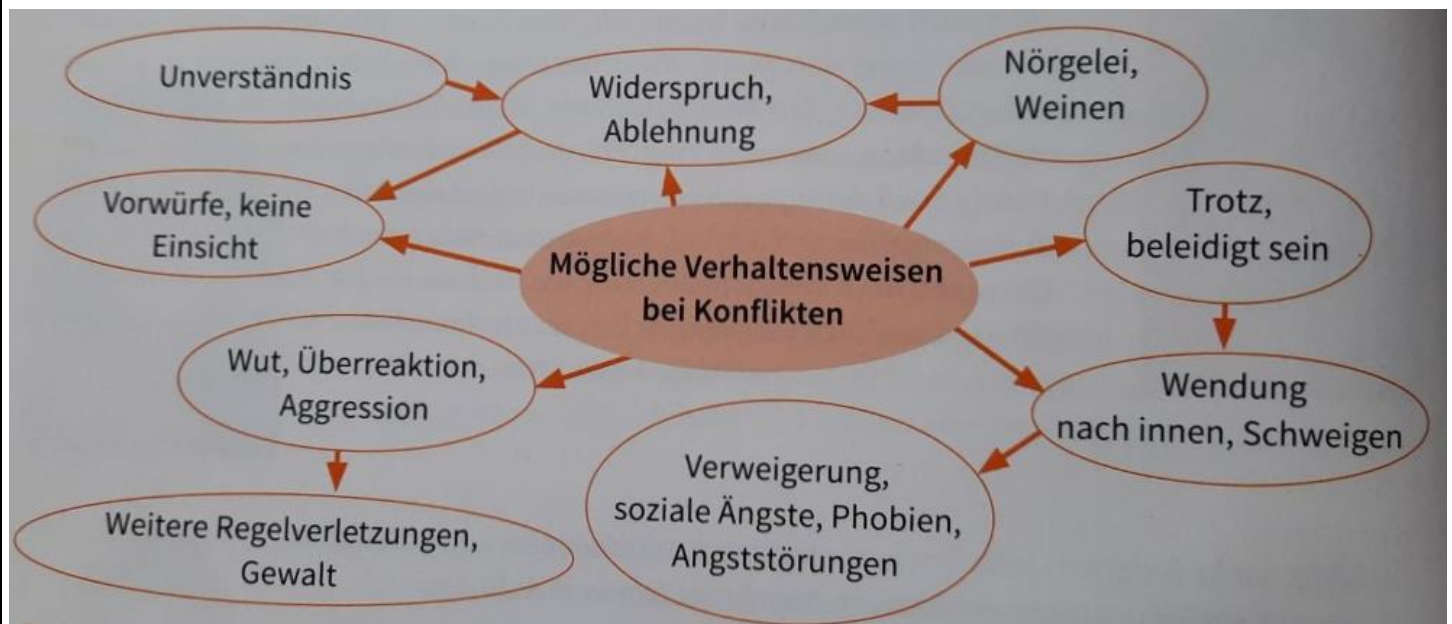 Unverständnis
Widerspruch,
Ablehnung
Nörgelei,
Weinen
Vorwürfe, keine
Einsicht
Mögliche Verhaltensweisen
bei Konflikten
Trotz,
beleidigt sein
Wut, Überreaktion,
Aggression
Wendung
nach innen, Schweigen
Verweigerung,
soziale Ängste, Phobien,
Angststörungen
Weitere Regelverletzungen,
Gewalt